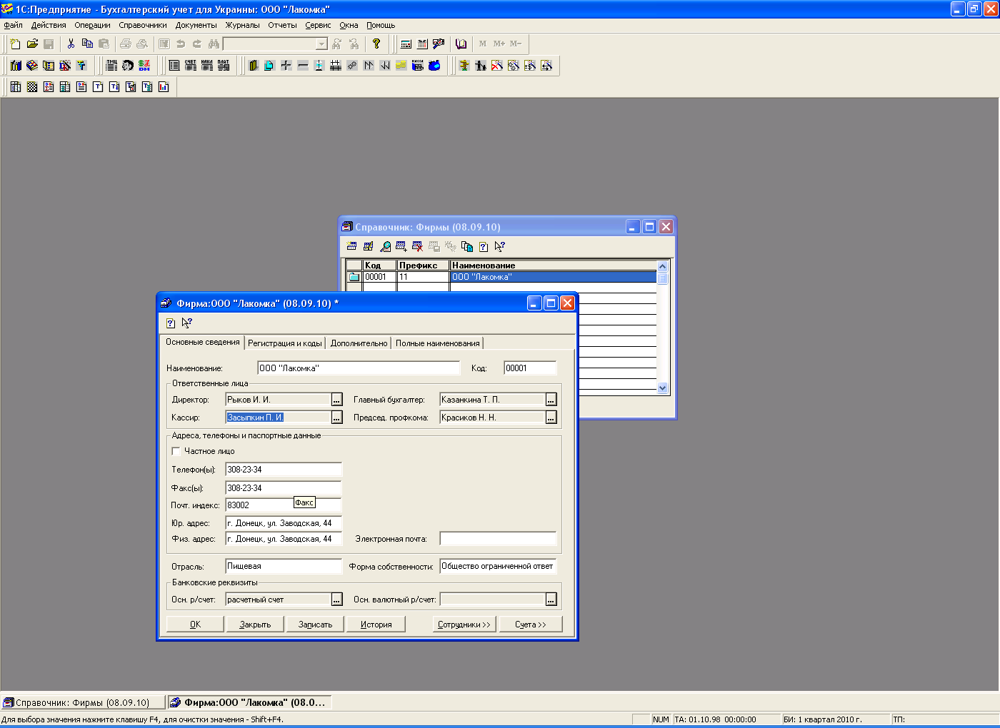 1С:Предприятие - Бухгалтерский учет для Украины: ООО "Лакомка"
Файл Действия Операции Справочники Документы Журналы Отчеты Сервис Окна Помощь
M M+ M-
ТМЦ
СЧЕТ НАКЛ ПЛАТ
КАССА
Справочник: Фирмы (08.09.10)
Код Префикс Наименование
00001 11 ООО "Лакомка"
Фирма:ООО "Лакомка" (08.09.10) *
Основные сведения Регистрация и коды Дополнительно Полные наименования
Наименование: ООО "Лакомка" Код: 00001
Ответственные лица
Директор: Рыков И. И. ... Главный бухгалтер: Казанкина Т. П. ...
Кассир: Засыпкин П. И. ... Председ. профкома: Красиков Н. Н. ...
Адреса, телефоны и паспортные данные
Частное лицо
Телефон(ы): 308-23-34
Факс(ы): 308-23-34
Факс
Почт. индекс: 83002
Юр. адрес: г. Донецк, ул. Заводская, 44
Физ. адрес: г. Донецк, ул. Заводская, 44 Электронная почта:
Отрасль: Пищевая Форма собственности: Общество ограниченной ответ
Банковские реквизиты
Осн. р/счет: расчетный счет ... Осн. валютный р/счет: ...
OK Закрыть Записать История Сотрудники >> Счета >>
Справочник: Фирмы (08.09.10) Фирма:ООО "Лакомка" (08.0...
Для выбора значения нажмите клавишу F4, для очистки значения - Shift+F4. NUM ТА: 01.10.98 00:00:00 БИ: 1 квартал 2010 г. ТП: